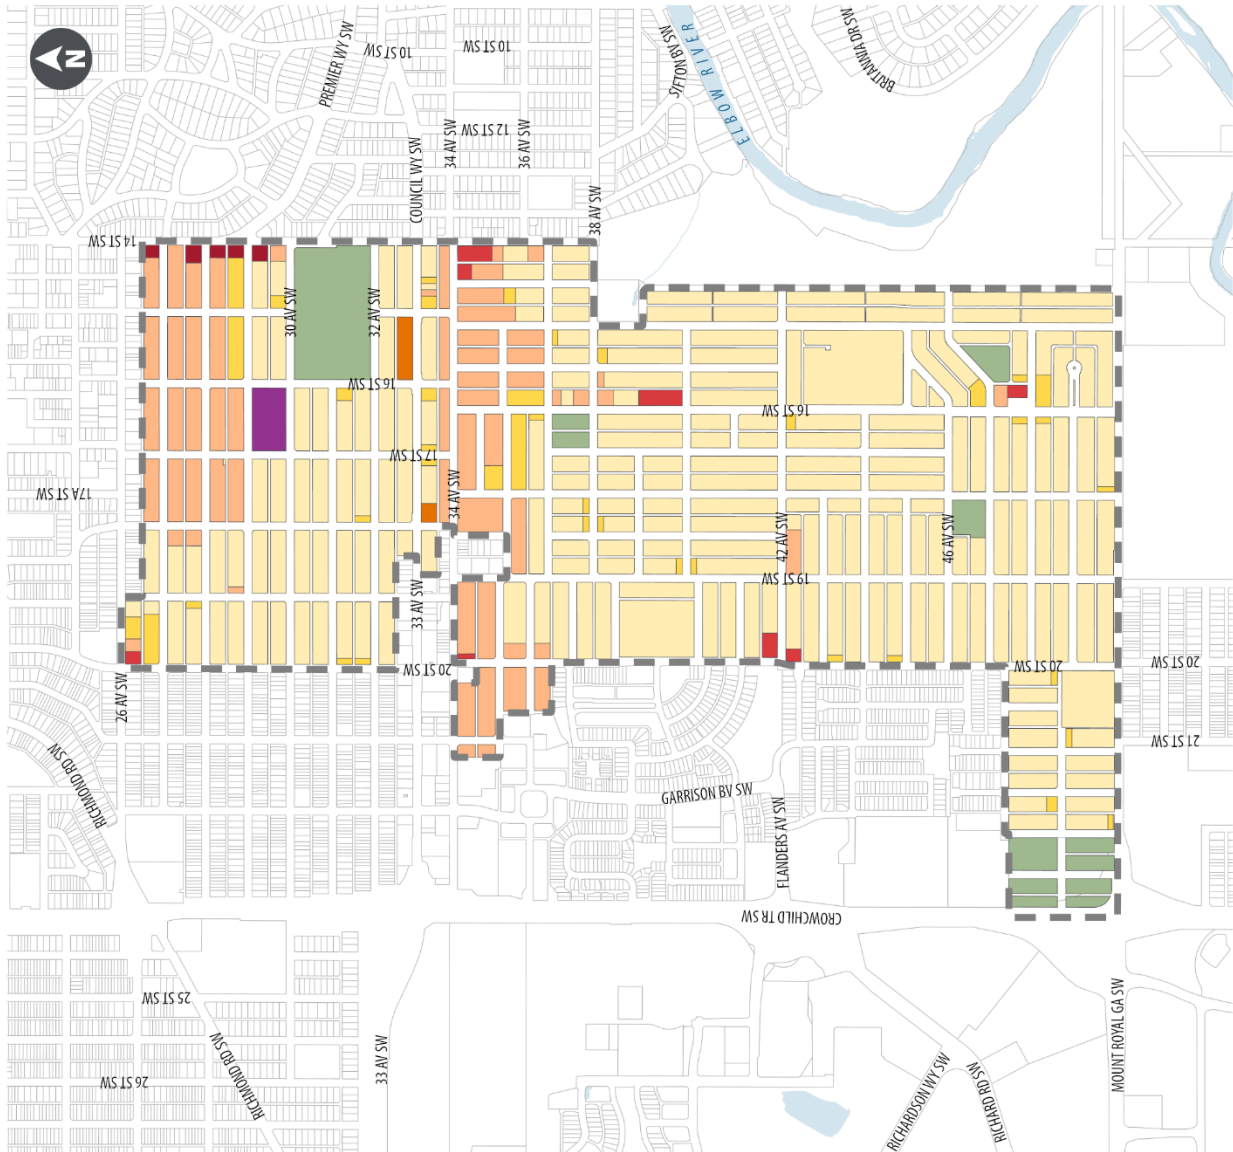 N
PREMIER WY SW
10 ST SW
10 ST SW
SIFTON BV SW
BRITANNIA DR SW
ELBOW RIVER
COUNCIL WY SW
34 AV SW
12 ST SW
36 AV SW
38 AV SW
14 ST SW
30 AV SW
32 AV SW
16 ST SW
16 ST SW
17 ST SW
17A ST SW
34 AV SW
42 AV SW
46 AV SW
19 ST SW
33 AV SW
20 ST SW
20 ST SW
20 ST SW
26 AV SW
21 ST SW
RICHMOND RD SW
GARRISON BV SW
FLANDERS AV SW
CROWCHILD TR SW
25 ST SW
RICHMOND RD SW
33 AV SW
26 ST SW
RICHARDSON WY SW
RICHARD RD SW
MOUNT ROYAL GA SW